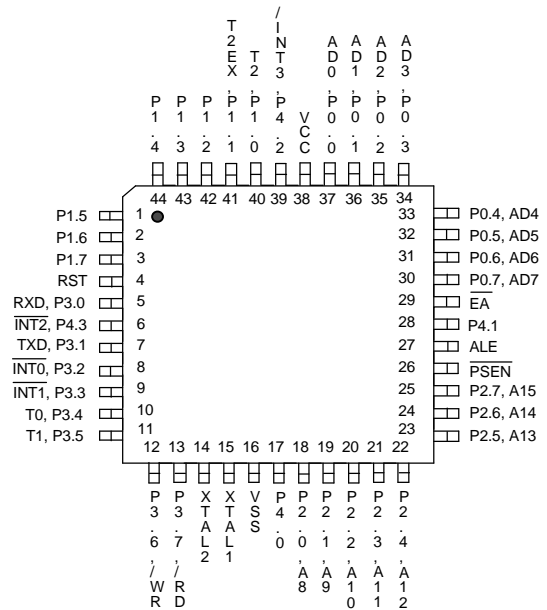 P1.4
P1.3
P1.2
T2EX,P1.1
T2,P1.0
/INT3,P4.2
VCC
AD0,P0.0
AD1,P0.1
AD2,P0.2
AD3,P0.3
44 43 42 41 40 39 38 37 36 35 34
P1.5 1
P1.6 2
P1.7 3
RST 4
RXD, P3.0 5
INT2, P4.3 6
TXD, P3.1 7
INT0, P3.2 8
INT1, P3.3 9
T0, P3.4 10
T1, P3.5 11
33 P0.4, AD4
32 P0.5, AD5
31 P0.6, AD6
30 P0.7, AD7
29 EA
28 P4.1
27 ALE
26 PSEN
25 P2.7, A15
24 P2.6, A14
23 P2.5, A13
12 13 14 15 16 17 18 19 20 21 22
P3.6,/WR
P3.7,/RD
XTAL2
XTAL1
VSS
P4.0
P2.0,A8
P2.1,A9
P2.2,A10
P2.3,A11
P2.4,A12